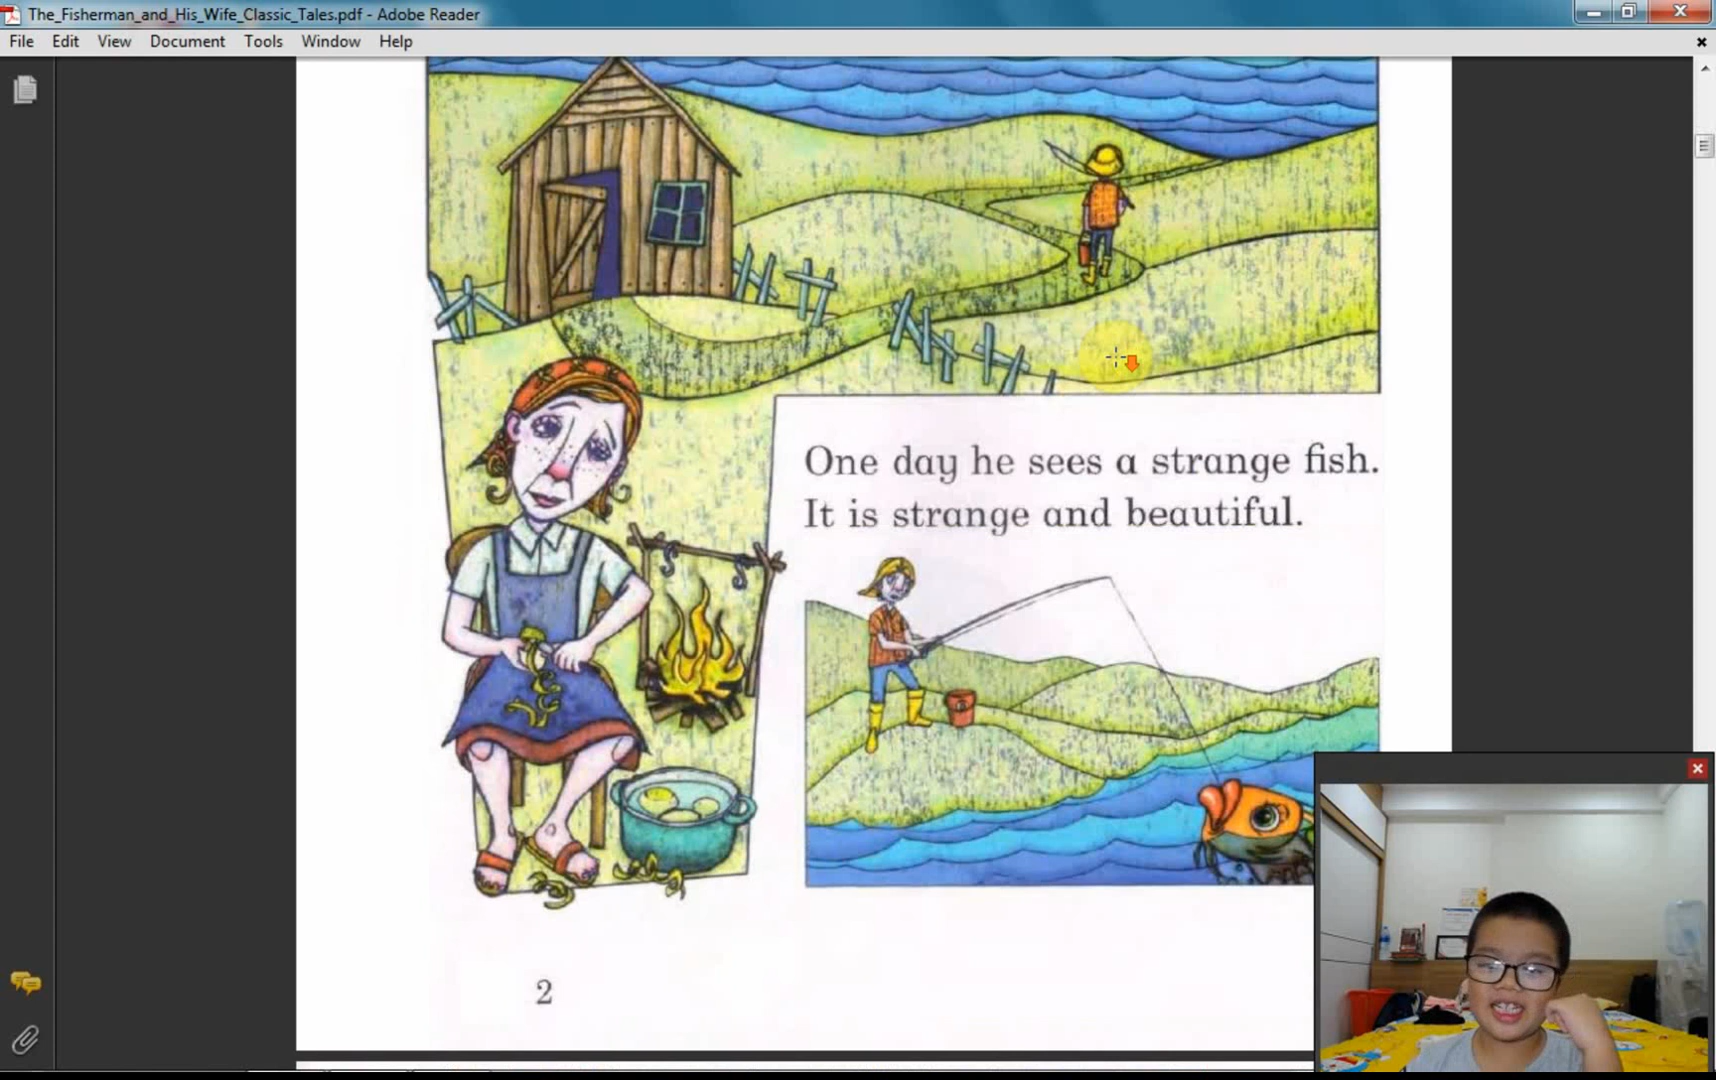 The_Fisherman_and_His_Wife_Classic_Tales.pdf - Adobe Reader
File Edit View Document Tools Window Help
One day he sees a strange fish.
It is strange and beautiful.
2